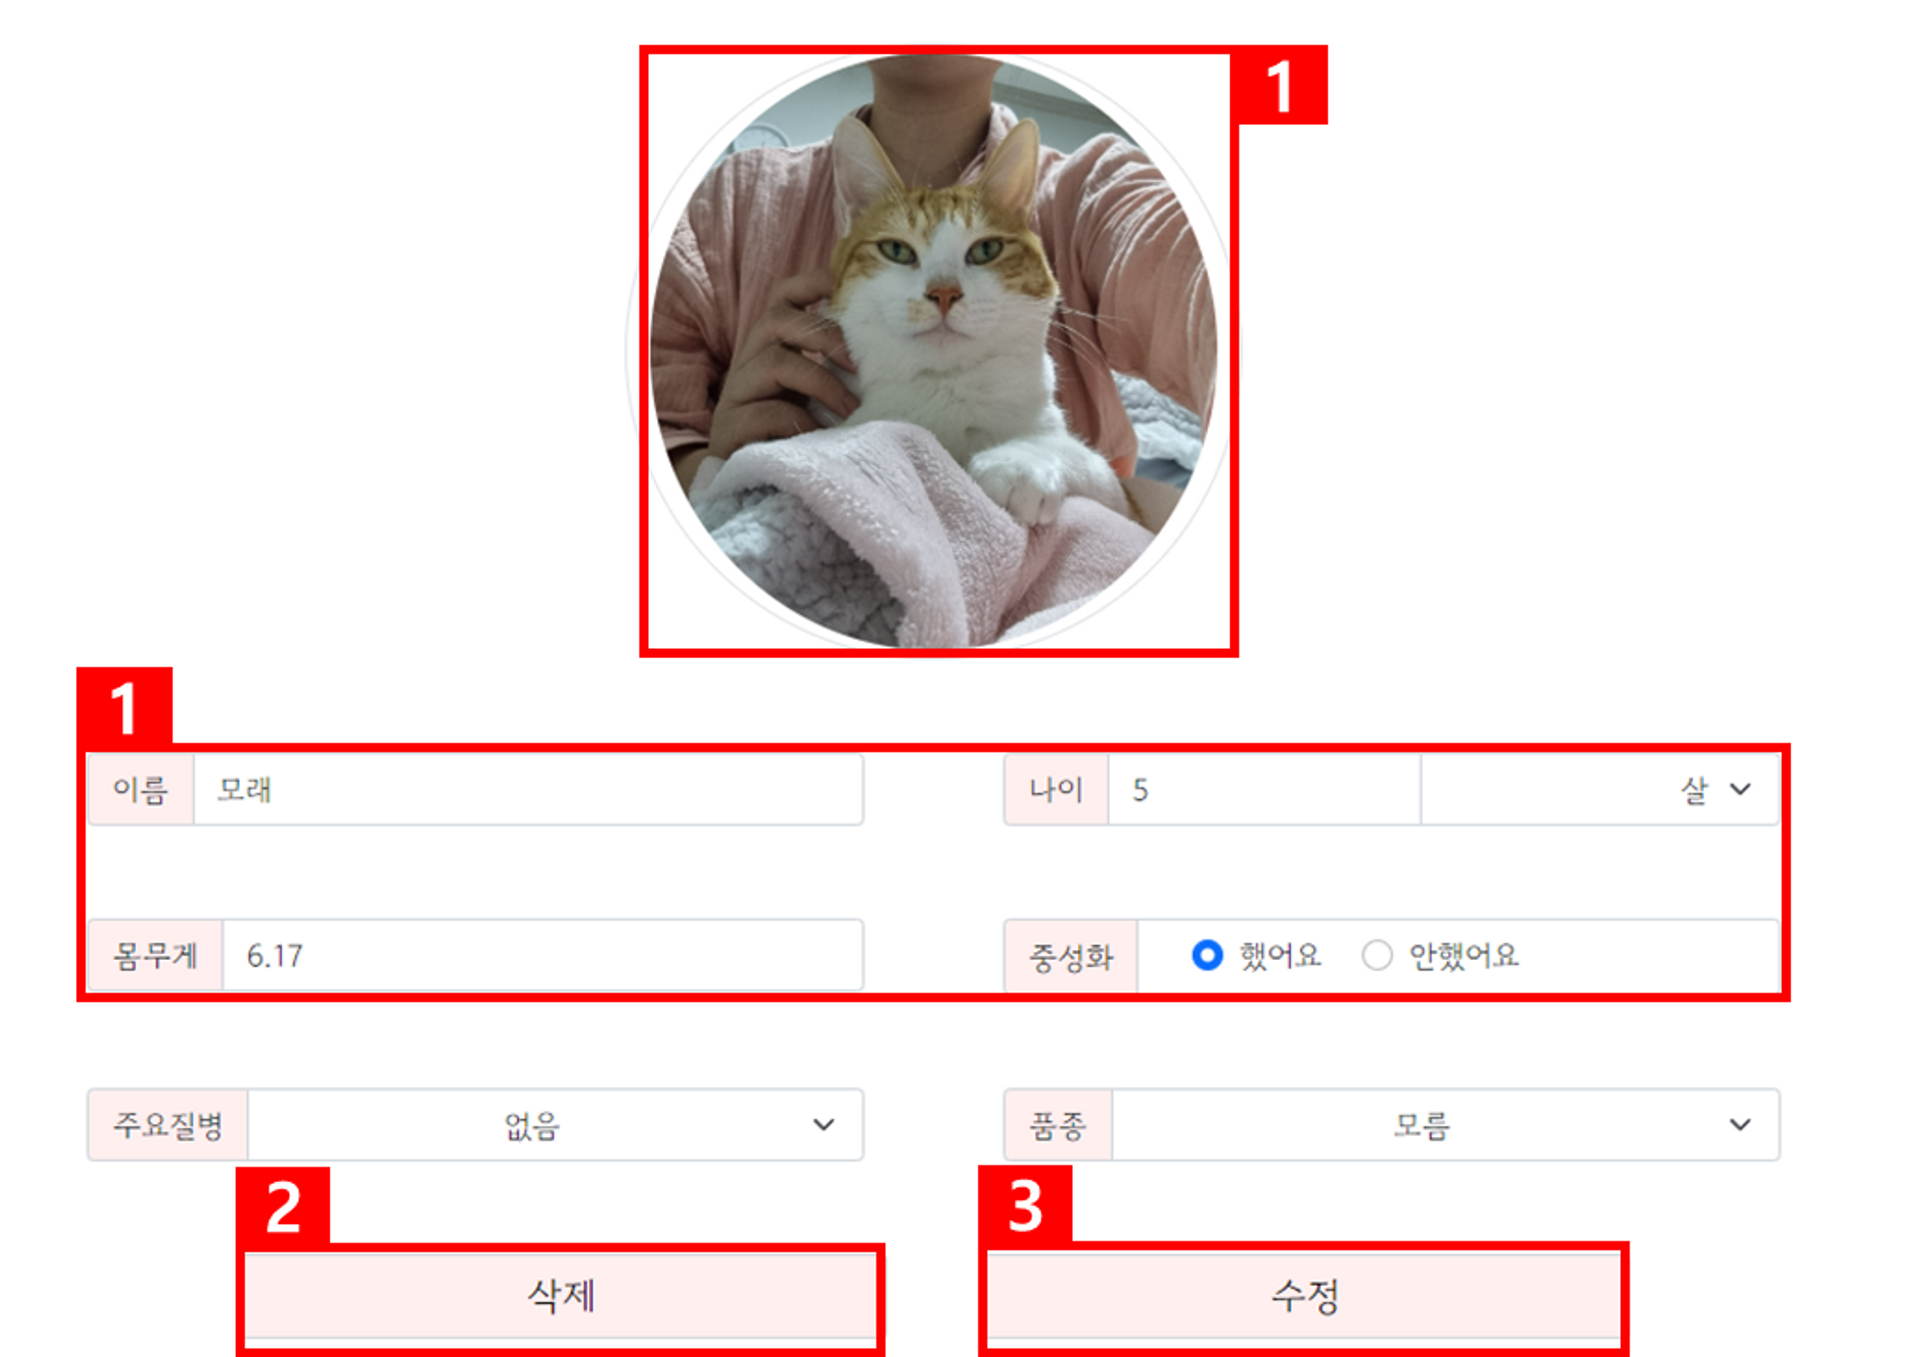 1
1
이름 모래 나이 5 살
몸무게 6.17 중성화 했어요 안했어요
주요질병 없음 품종 모름
2 3
삭제 수정